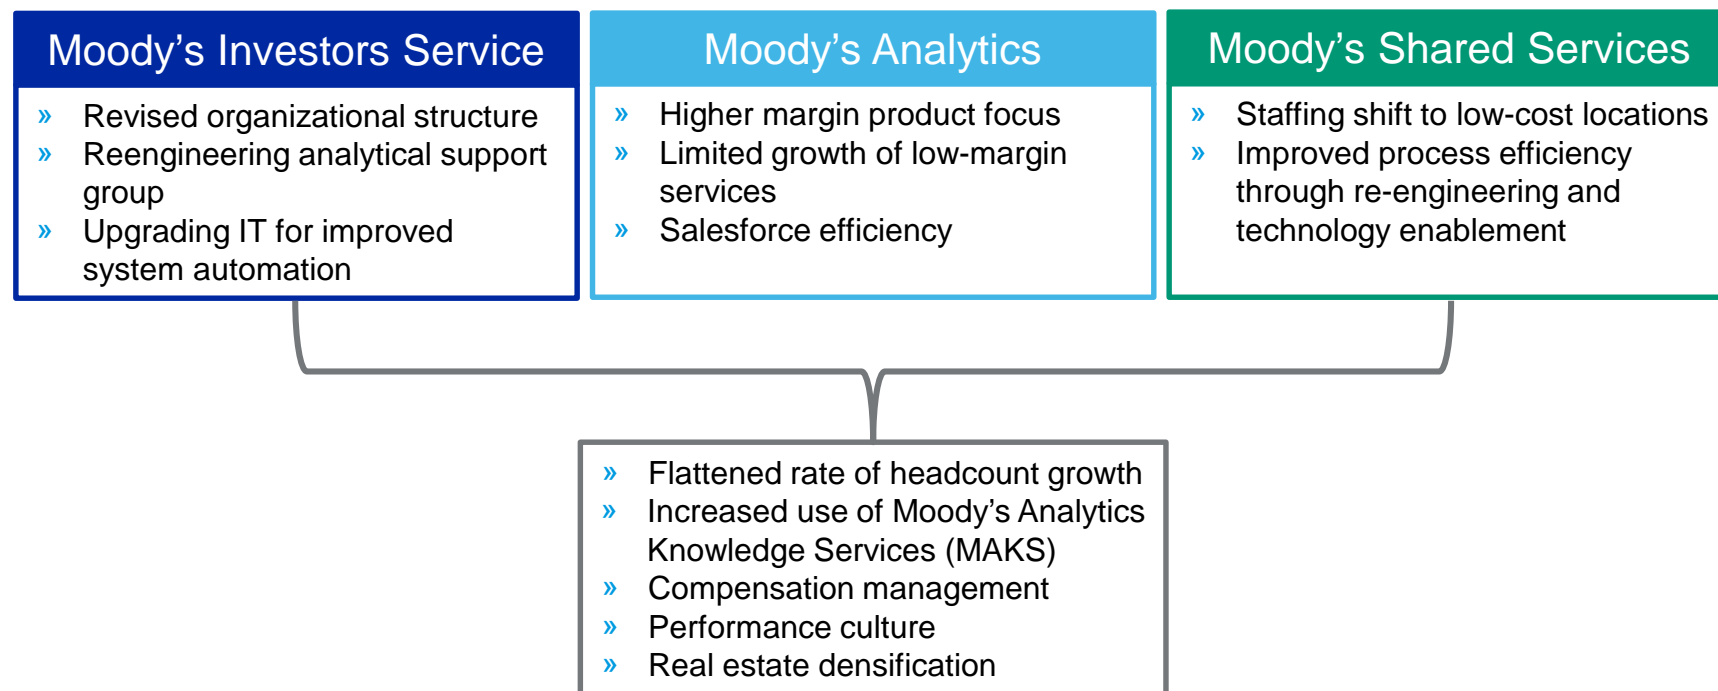 Moody’s Investors Service
» Revised organizational structure
» Reengineering analytical support
group
» Upgrading IT for improved
system automation
Moody’s Analytics
» Higher margin product focus
» Limited growth of low-margin
services
» Salesforce efficiency
Moody’s Shared Services
» Staffing shift to low-cost locations
» Improved process efficiency
through re-engineering and
technology enablement
» Flattened rate of headcount growth
» Increased use of Moody’s Analytics
Knowledge Services (MAKS)
» Compensation management
» Performance culture
» Real estate densification